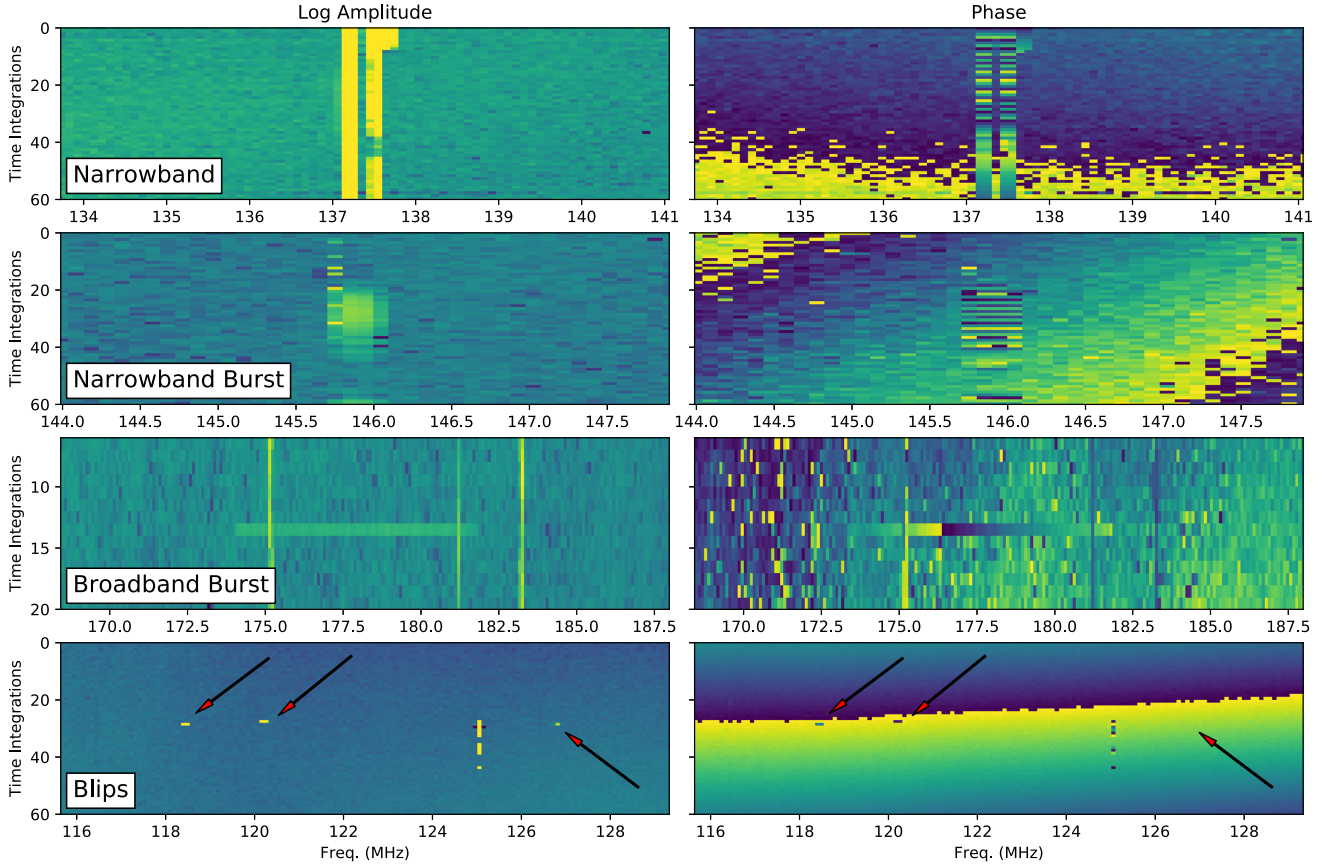 Log Amplitude Phase
0
20
40
60
Time Integrations
Narrowband
134 135 136 137 138 139 140 141
134 135 136 137 138 139 140 141
0
20
40
60
Time Integrations
Narrowband Burst
144.0 144.5 145.0 145.5 146.0 146.5 147.0 147.5
144.0 144.5 145.0 145.5 146.0 146.5 147.0 147.5
10
15
20
Time Integrations
Broadband Burst
170.0 172.5 175.0 177.5 180.0 182.5 185.0 187.5
170.0 172.5 175.0 177.5 180.0 182.5 185.0 187.5
0
20
40
60
Time Integrations
Blips
116 118 120 122 124 126 128
116 118 120 122 124 126 128
Freq. (MHz) Freq. (MHz)